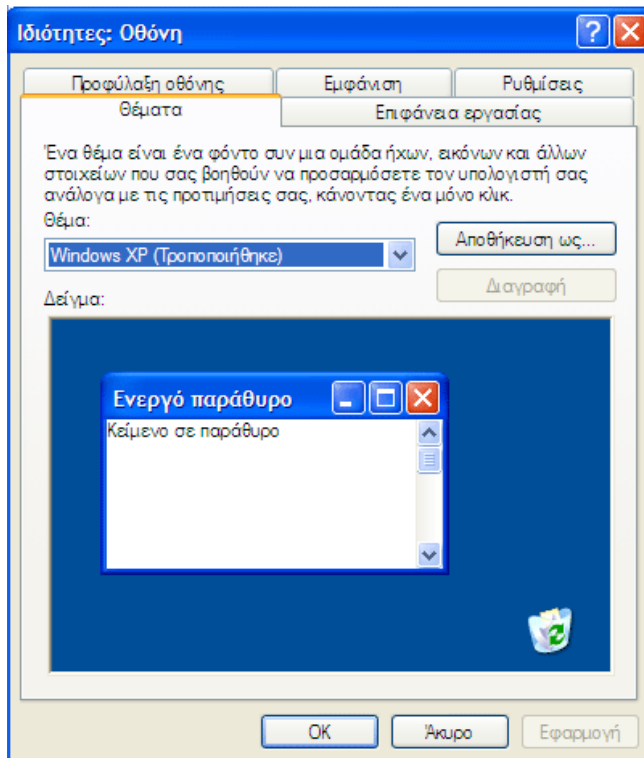 Ιδιότητες: Οθόνη
Προφύλαξη οθόνης Εμφάνιση Ρυθμίσεις
Θέματα Επιφάνεια εργασίας
Ένα θέμα είναι ένα φόντο συν μια ομάδα ήχων, εικόνων και άλλων
στοιχείων που σας βοηθούν να προσαρμόσετε τον υπολογιστή σας
ανάλογα με τις προτιμήσεις σας, κάνοντας ένα μόνο κλικ.
Θέμα:
Windows XP (Τροποποιήθηκε)
Αποθήκευση ως...
Διαγραφή
Δείγμα:
Ενεργό παράθυρο
Κείμενο σε παράθυρο
OK Άκυρο Εφαρμογή